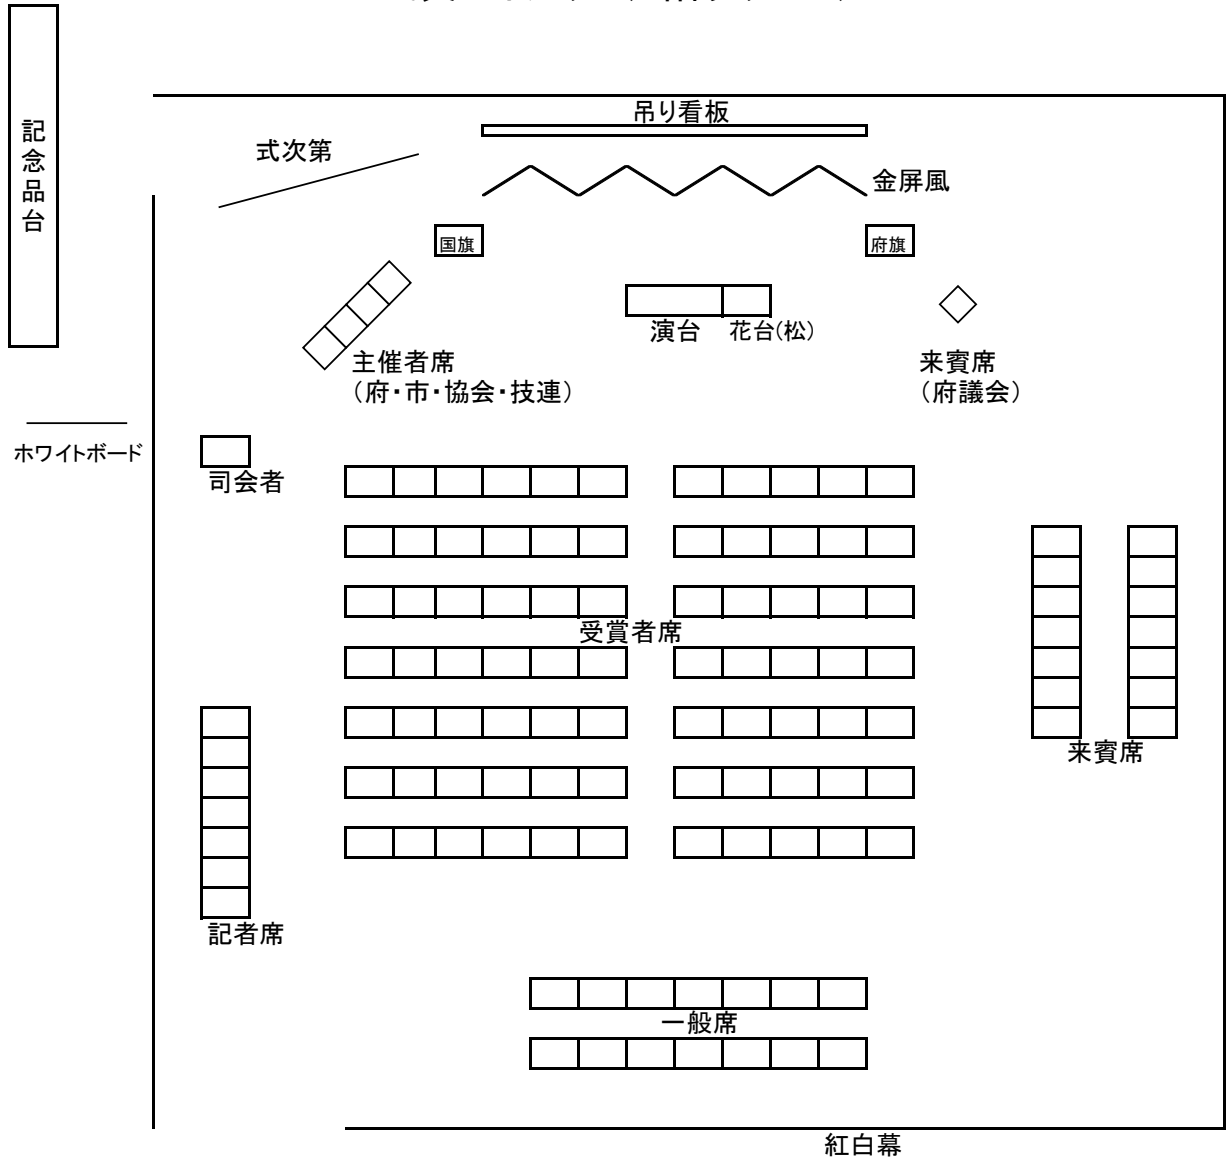 記念品台
吊り看板
式次第
金屏風
国旗
府旗
演台
花台(松)
主催者席
(府・市・協会・技連)
来賓席
(府議会)
ホワイトボード
司会者
受賞者席
来賓席
記者席
一般席
紅白幕